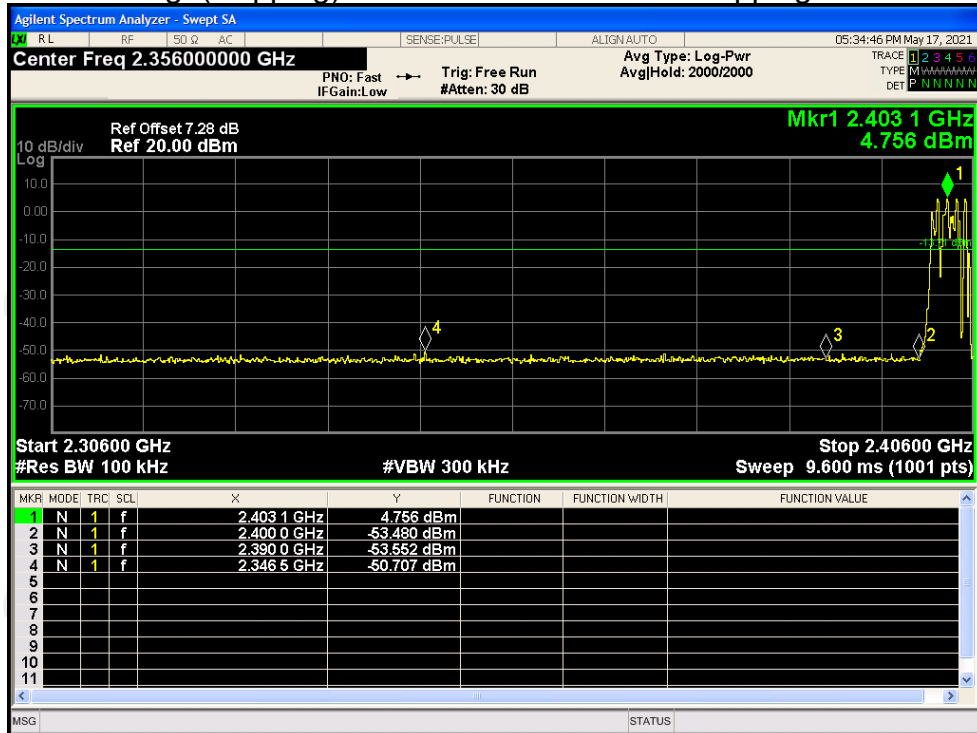 Agilent Spectrum Analyzer - Swept SA
LXI RL RF 50 Ω AC SENSE:PULSE ALIGN AUTO 05:34:46 PM May 17, 2021
Center Freq 2.356000000 GHz
PNO: Fast Trig: Free Run
IFGain:Low #Atten: 30 dB
Avg Type: Log-Pwr
Avg|Hold: 2000/2000
TRACE 1 2 3 4 5 6
TYPE M
DET P N N N N N
Ref Offset 7.28 dB
10 dB/div Ref 20.00 dBm
Log
Mkr1 2.403 1 GHz
4.756 dBm
10.0
0.00
-10.0
-20.0
-30.0
-40.0
-50.0
-60.0
-70.0
1
4
3
2
Start 2.30600 GHz Stop 2.40600 GHz
#Res BW 100 kHz #VBW 300 kHz Sweep 9.600 ms (1001 pts)
MKR MODE TRC SCL X Y FUNCTION FUNCTION WIDTH FUNCTION VALUE
1 N 1 f 2.403 1 GHz 4.756 dBm
2 N 1 f 2.400 0 GHz -53.480 dBm
3 N 1 f 2.390 0 GHz -53.552 dBm
4 N 1 f 2.346 5 GHz -50.707 dBm
5
6
7
8
9
10
11
MSG STATUS